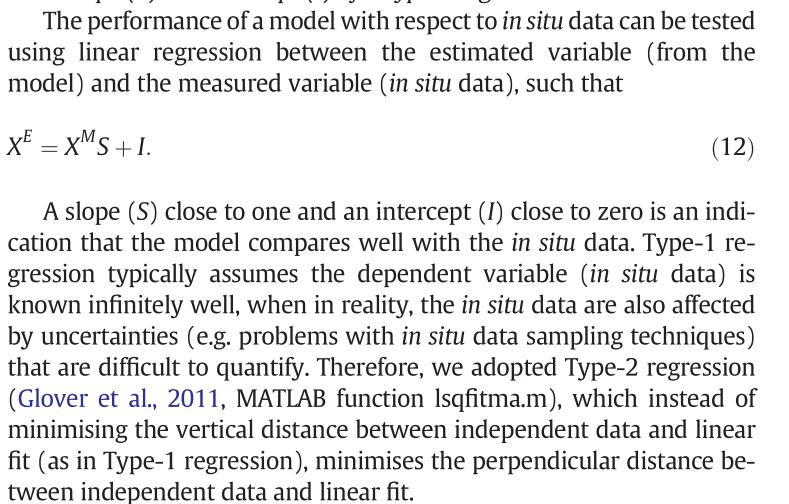 The performance of a model with respect to in situ data can be tested
using linear regression between the estimated variable (from the
model) and the measured variable (in situ data), such that
X^E = X^M S + I. (12)
A slope (S) close to one and an intercept (I) close to zero is an indi-
cation that the model compares well with the in situ data. Type-1 re-
gression typically assumes the dependent variable (in situ data) is
known infinitely well, when in reality, the in situ data are also affected
by uncertainties (e.g. problems with in situ data sampling techniques)
that are difficult to quantify. Therefore, we adopted Type-2 regression
(Glover et al., 2011, MATLAB function lsqfitma.m), which instead of
minimising the vertical distance between independent data and linear
fit (as in Type-1 regression), minimises the perpendicular distance be-
tween independent data and linear fit.